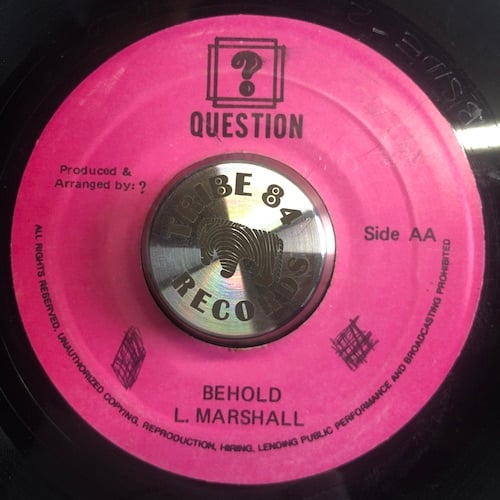 ?
QUESTION
Produced &
Arranged by: ?
TRIBE 84
RECORDS
Side AA
BEHOLD
L. MARSHALL
ALL RIGHTS RESERVED, UNAUTHORIZED COPYING, REPRODUCTION, HIRING, LENDING PUBLIC PERFORMANCE AND BROADCASTING PROHIBITED